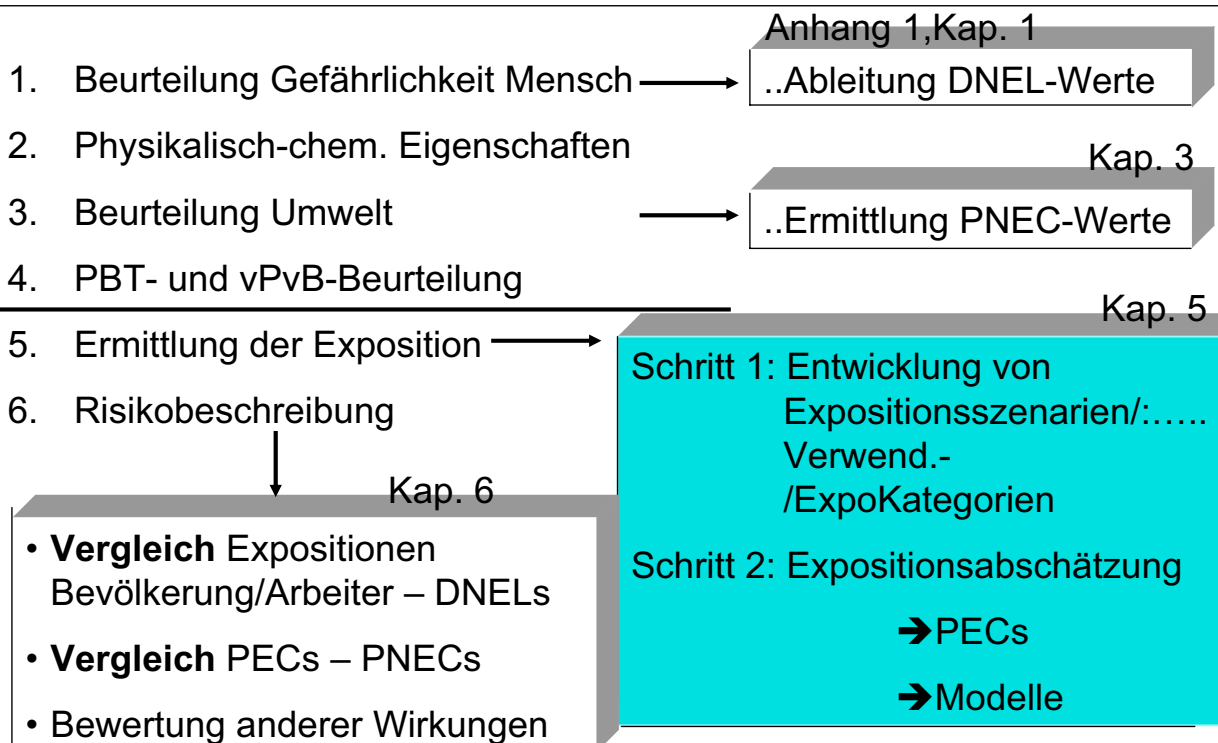 Anhang 1,Kap. 1
1. Beurteilung Gefährlichkeit Mensch
..Ableitung DNEL-Werte
2. Physikalisch-chem. Eigenschaften
Kap. 3
3. Beurteilung Umwelt
..Ermittlung PNEC-Werte
4. PBT- und vPvB-Beurteilung
Kap. 5
5. Ermittlung der Exposition
6. Risikobeschreibung
Schritt 1: Entwicklung von
Expositionsszenarien/:.....
Verwend.-
/ExpoKategorien
Schritt 2: Expositionsabschätzung
➔PECs
➔Modelle
Kap. 6
• Vergleich Expositionen
Bevölkerung/Arbeiter – DNELs
• Vergleich PECs – PNECs
• Bewertung anderer Wirkungen